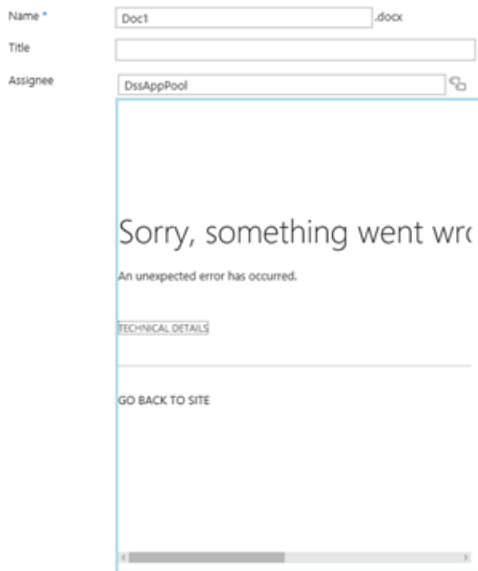 Name *
Doc1 .docx
Title
Assignee
DssAppPool
Sorry, something went
An unexpected error has occurred.
TECHNICAL DETAILS
GO BACK TO SITE